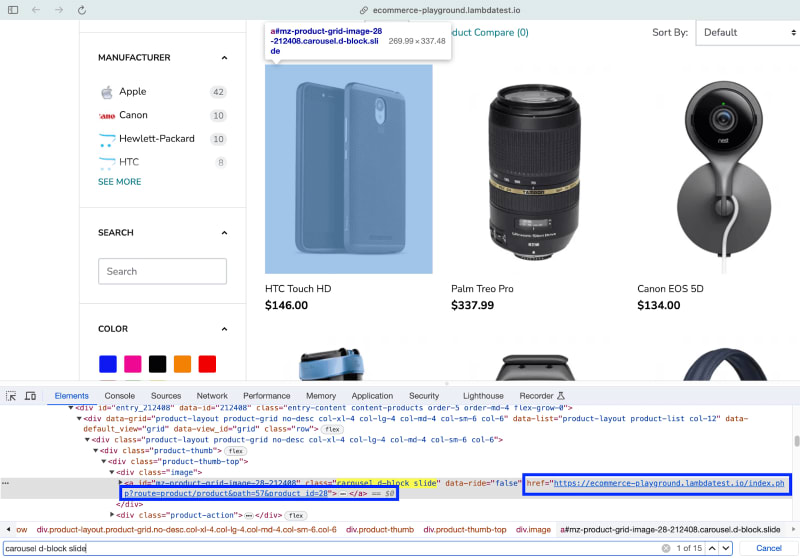 ecommerce-playground.lambdatest.io
a#mz-product-grid-image-28
-212408.carousel.d-block.sli
de
269.99 × 337.48
oduct Compare (0)
Sort By:
Default
MANUFACTURER
Apple
42
Canon
10
Hewlett-Packard
10
HTC
8
SEE MORE
SEARCH
Search
COLOR
nest
HTC Touch HD
$146.00
Palm Treo Pro
$337.99
Canon EOS 5D
$134.00
Elements
Console
Sources
Network
Performance
Memory
Application
Security
Lighthouse
Recorder
<div id="entry_212408" data-id="212408" class="entry-content content-products order-5 order-md-4 flex-grow-0">
<div data-grid="product-layout product-grid no-desc col-xl-4 col-lg-4 col-md-4 col-sm-6 col-6" data-list="product-layout product-list col-12" data-
default_view="grid" data-view_id="grid" class="row"> flex
<div class="product-layout product-grid no-desc col-xl-4 col-lg-4 col-md-4 col-sm-6 col-6">
<div class="product-thumb"> flex
<div class="product-thumb-top">
<div class="image">
<a id="mz-product-grid-image-28-212408" class="carousel d-block slide" data-ride="false" href="https://ecommerce-playground.lambdatest.io/index.ph
p?route=product/product&path=57&product_id=28"> … </a> == $0
</div>
<div class="product-action"> … </div> flex
</div>
ow
div.product-layout.product-grid.no-desc.col-xl-4.col-lg-4.col-md-4.col-sm-6.col-6
div.product-thumb
div.product-thumb-top
div.image
a#mz-product-grid-image-28-212408.carousel.d-block.slide
carousel d-block slide
1 of 15
Cancel